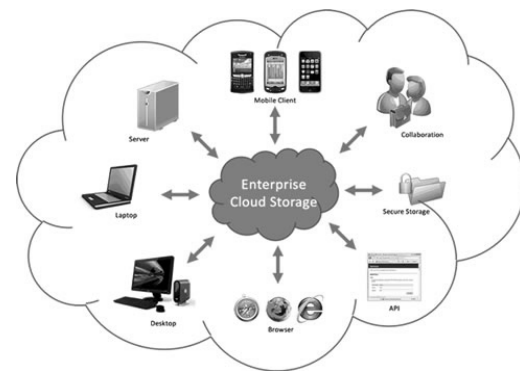 Mobile Client
Server
Collaboration
Enterprise
Cloud Storage
Laptop
Secure Storage
Desktop
Browser
API